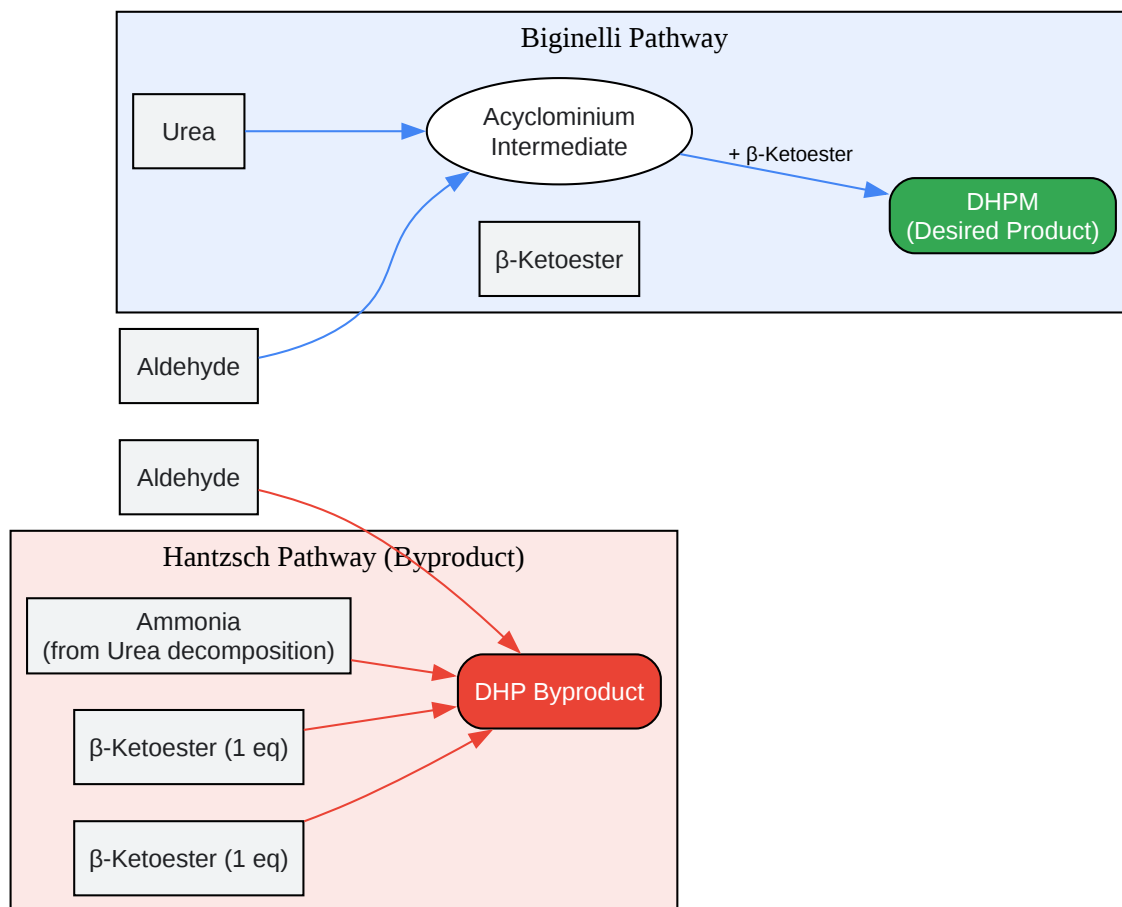 Biginelli Pathway
Urea
Acyclominium
Intermediate
+ β-Ketoester
DHPM
(Desired Product)
β-Ketoester
Aldehyde
Aldehyde
Hantzsch Pathway (Byproduct)
Ammonia
(from Urea decomposition)
DHP Byproduct
β-Ketoester (1 eq)
β-Ketoester (1 eq)